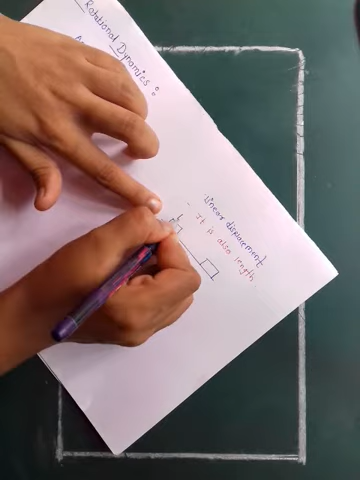 Rotational Dynamics :
linear displacement
- It is also length